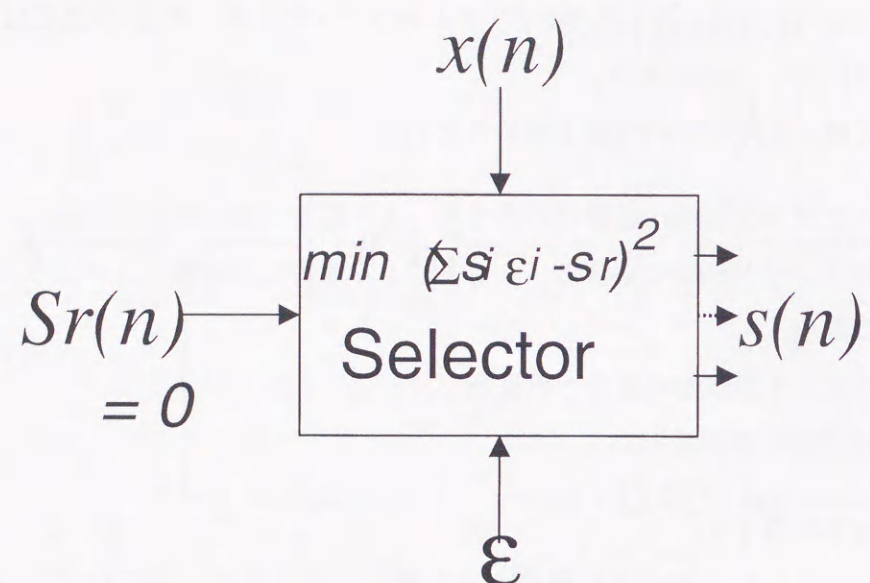 x(n)
min (Σsi εi -sr)²
Sr(n)
Selector
s(n)
= 0
ε